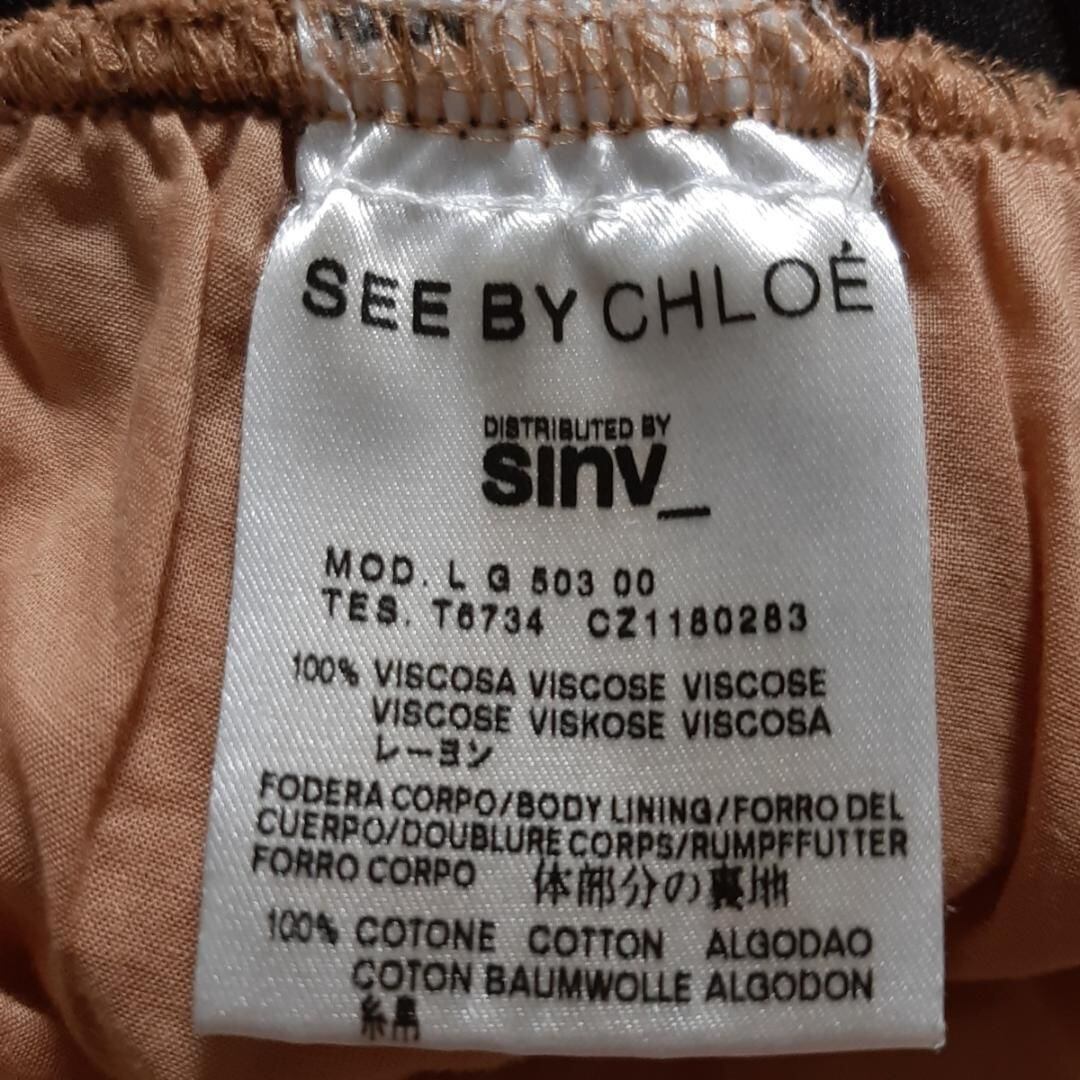 SEE BY CHLOÉ
DISTRIBUTED BY
sinv_
MOD. L G 503 00
TES. T6734 CZ1180283
100% VISCOSA VISCOSE VISCOSE
VISCOSE VISKOSE VISCOSA
レーヨン
FODERA CORPO/BODY LINING/FORRO DEL
CUERPO/DOUBLURE CORPS/RUMPFFUTTER
FORRO CORPO 体部分の裏地
100% COTONE COTTON ALGODAO
COTON BAUMWOLLE ALGODON